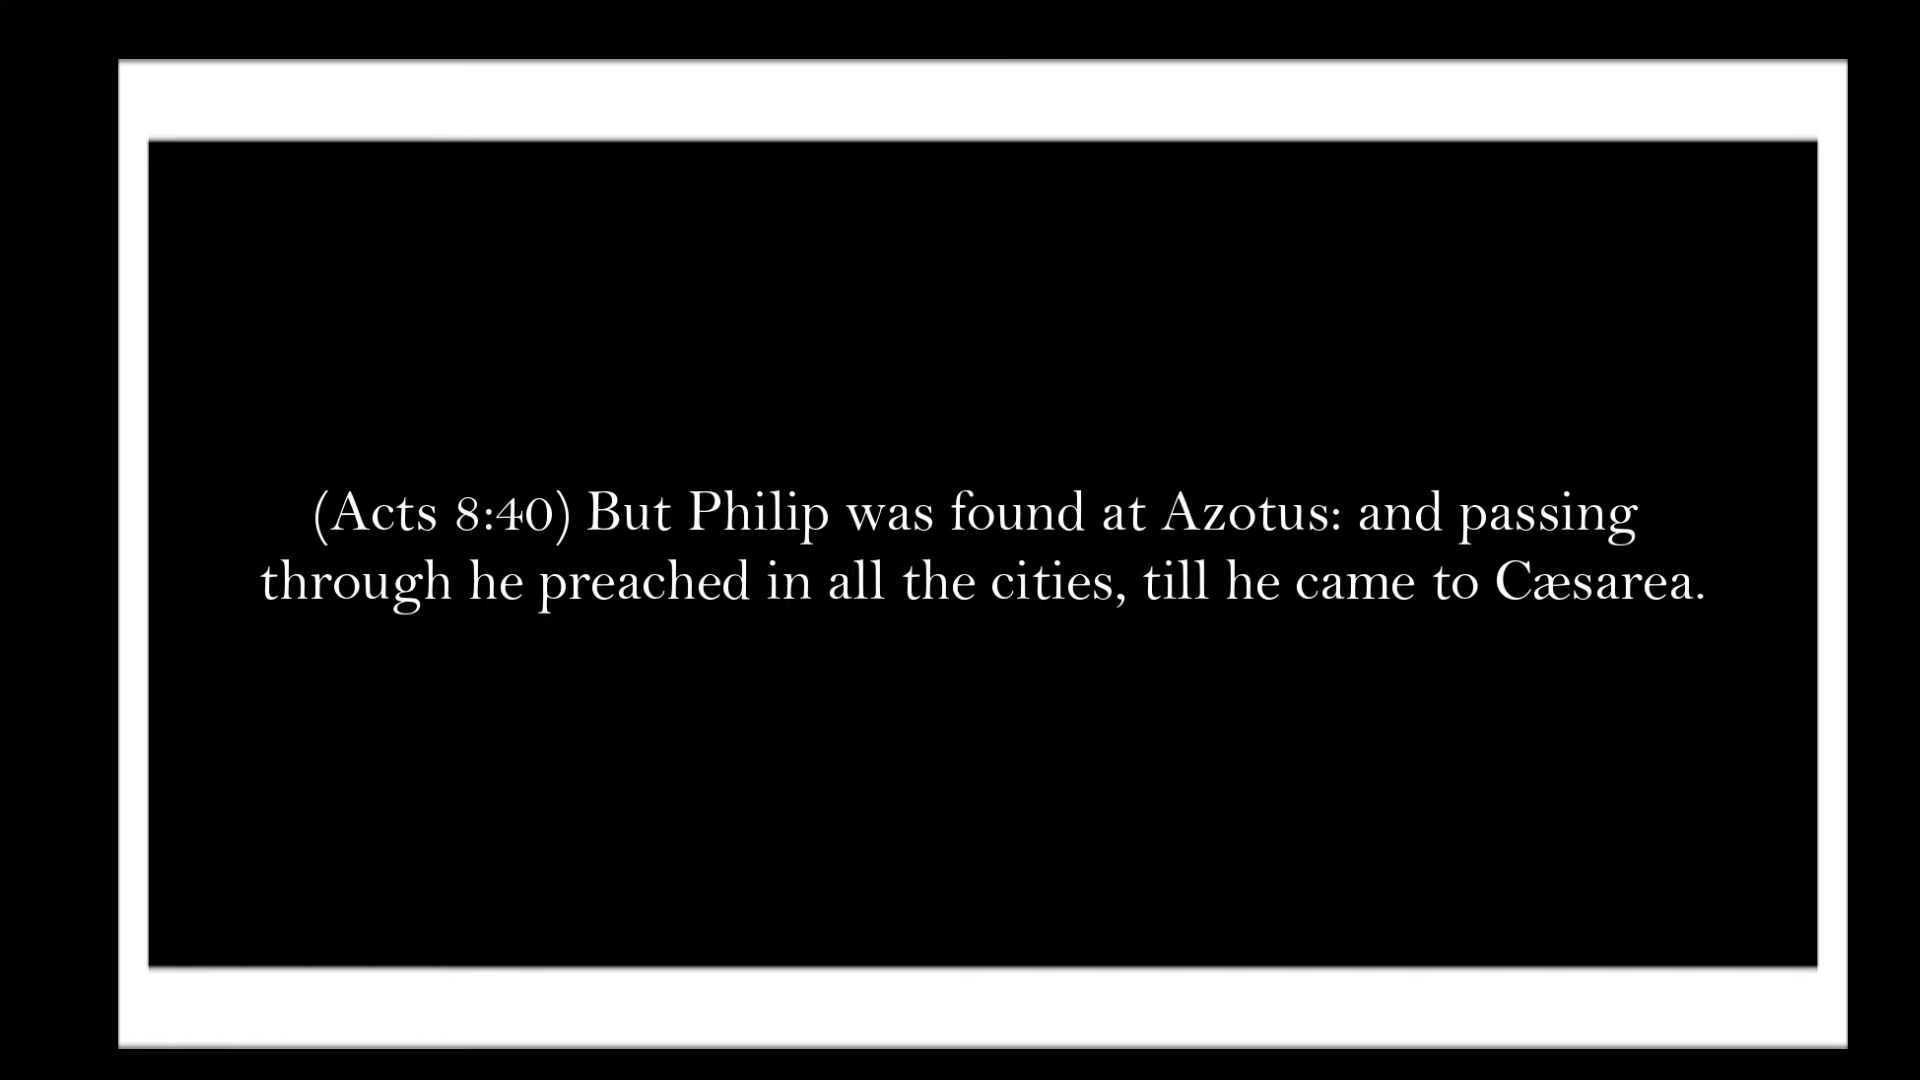 (Acts 8:40) But Philip was found at Azotus: and passing
through he preached in all the cities, till he came to Cæsarea.